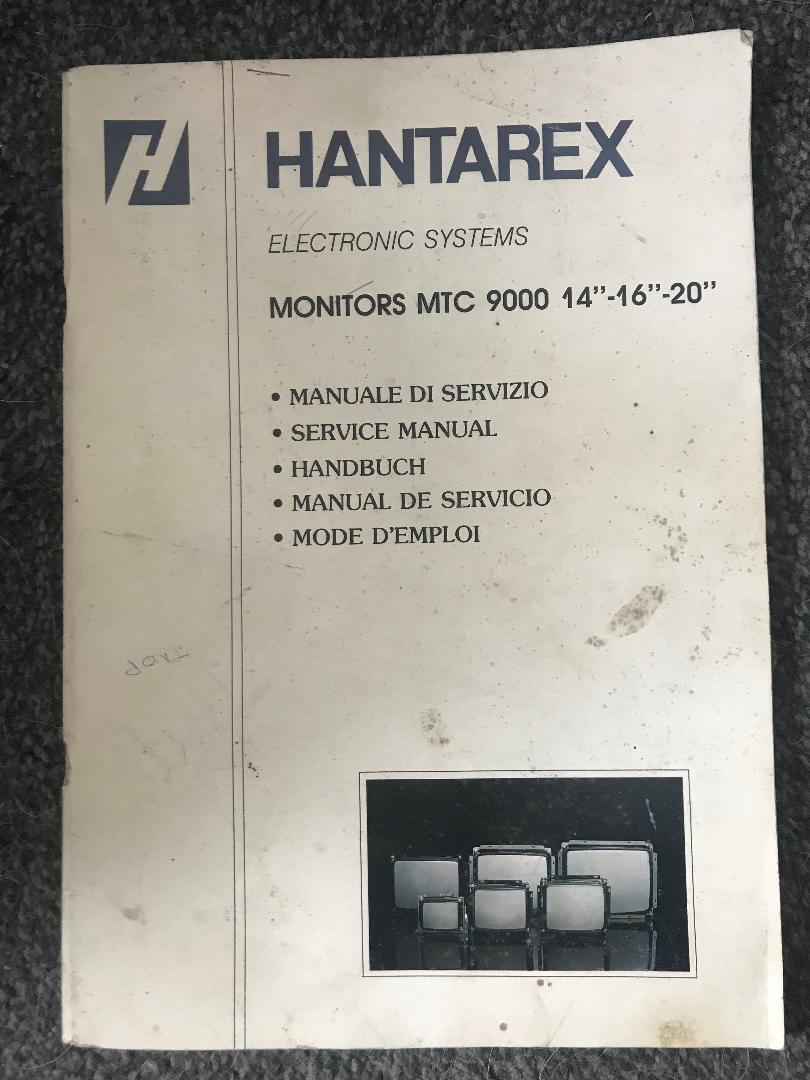 HANTAREX
ELECTRONIC SYSTEMS
MONITORS MTC 9000 14”-16”-20”
• MANUALE DI SERVIZIO
• SERVICE MANUAL
• HANDBUCH
• MANUAL DE SERVICIO
• MODE D'EMPLOI